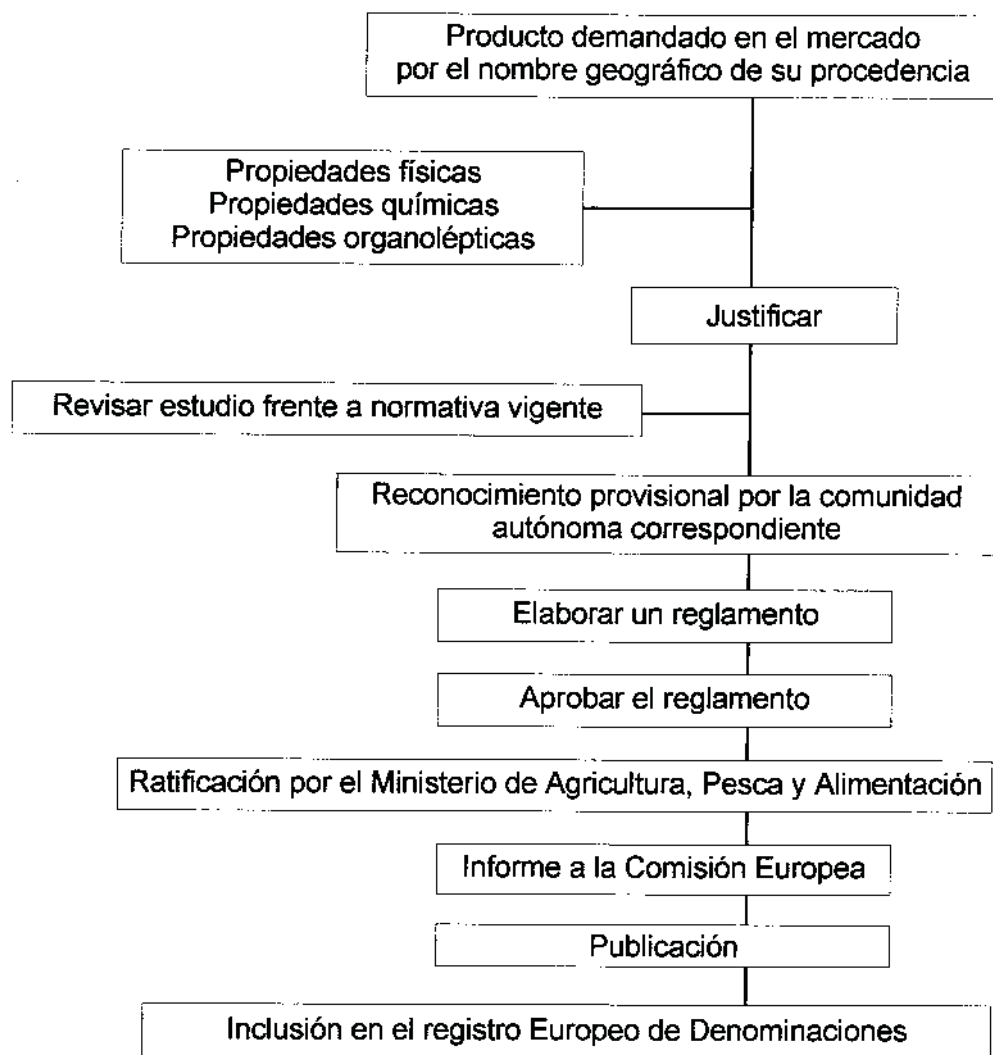 Producto demandado en el mercado
por el nombre geográfico de su procedencia
Propiedades físicas
Propiedades químicas
Propiedades organolépticas
Justificar
Revisar estudio frente a normativa vigente
Reconocimiento provisional por la comunidad
autónoma correspondiente
Elaborar un reglamento
Aprobar el reglamento
Ratificación por el Ministerio de Agricultura, Pesca y Alimentación
Informe a la Comisión Europea
Publicación
Inclusión en el registro Europeo de Denominaciones